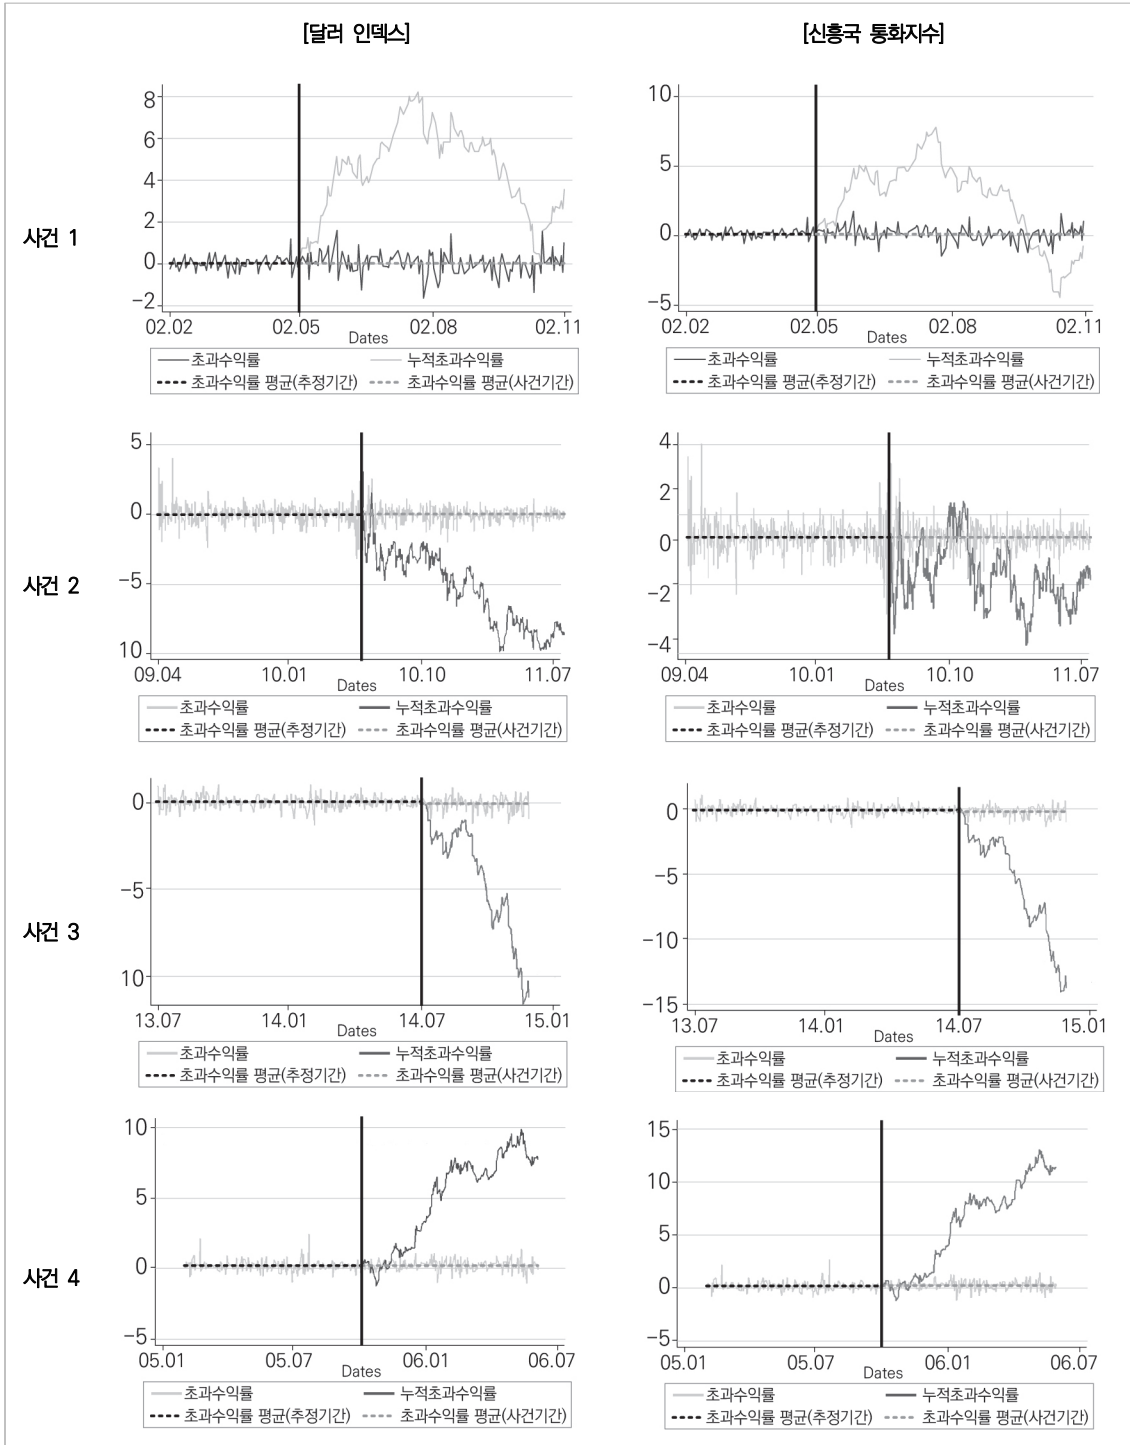 [달러 인덱스] [신흥국 통화지수]
사건 1
8
6
4
2
0
−2
02.02 02.05 02.08 02.11
Dates
초과수익률 누적초과수익률
초과수익률 평균(추정기간) 초과수익률 평균(사건기간)
10
5
0
−5
02.02 02.05 02.08 02.11
Dates
초과수익률 누적초과수익률
초과수익률 평균(추정기간) 초과수익률 평균(사건기간)
사건 2
5
0
−5
10
09.04 10.01 10.10 11.07
Dates
초과수익률 누적초과수익률
초과수익률 평균(추정기간) 초과수익률 평균(사건기간)
4
2
0
−2
−4
09.04 10.01 10.10 11.07
Dates
초과수익률 누적초과수익률
초과수익률 평균(추정기간) 초과수익률 평균(사건기간)
사건 3
0
−5
10
13.07 14.01 14.07 15.01
Dates
초과수익률 누적초과수익률
초과수익률 평균(추정기간) 초과수익률 평균(사건기간)
0
−5
−10
−15
13.07 14.01 14.07 15.01
Dates
초과수익률 누적초과수익률
초과수익률 평균(추정기간) 초과수익률 평균(사건기간)
사건 4
10
5
0
−5
05.01 05.07 06.01 06.07
Dates
초과수익률 누적초과수익률
초과수익률 평균(추정기간) 초과수익률 평균(사건기간)
15
10
5
0
−5
05.01 05.07 06.01 06.07
Dates
초과수익률 누적초과수익률
초과수익률 평균(추정기간) 초과수익률 평균(사건기간)